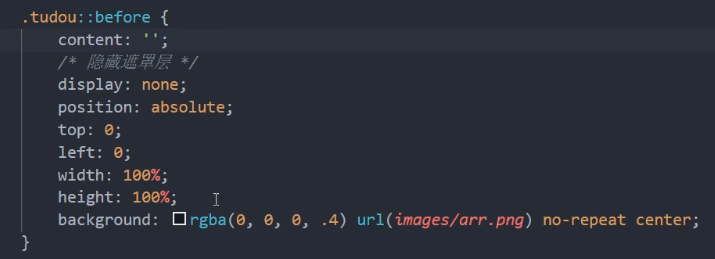 .tudou::before {
content: '';
/* 隐藏遮罩层 */
display: none;
position: absolute;
top: 0;
left: 0;
width: 100%;
height: 100%;
background: rgba(0, 0, 0, .4) url(images/arr.png) no-repeat center;
}